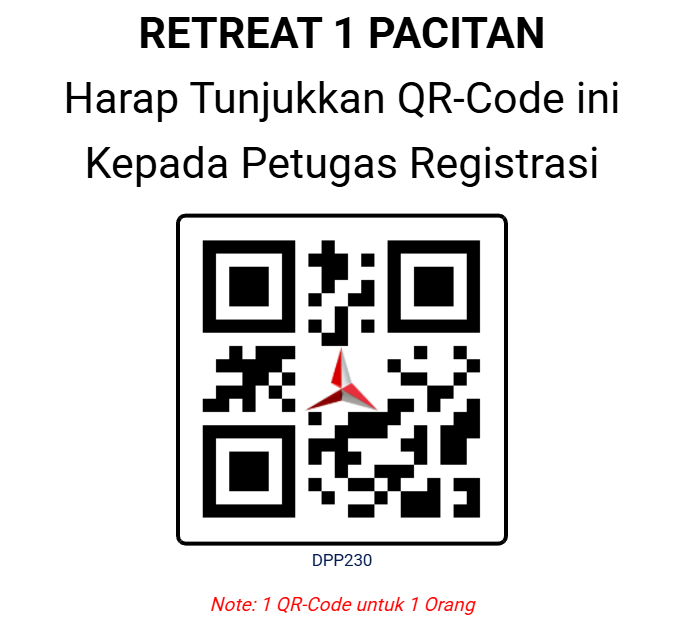 RETREAT 1 PACITAN
Harap Tunjukkan QR-Code ini
Kepada Petugas Registrasi
DPP230
Note: 1 QR-Code untuk 1 Orang